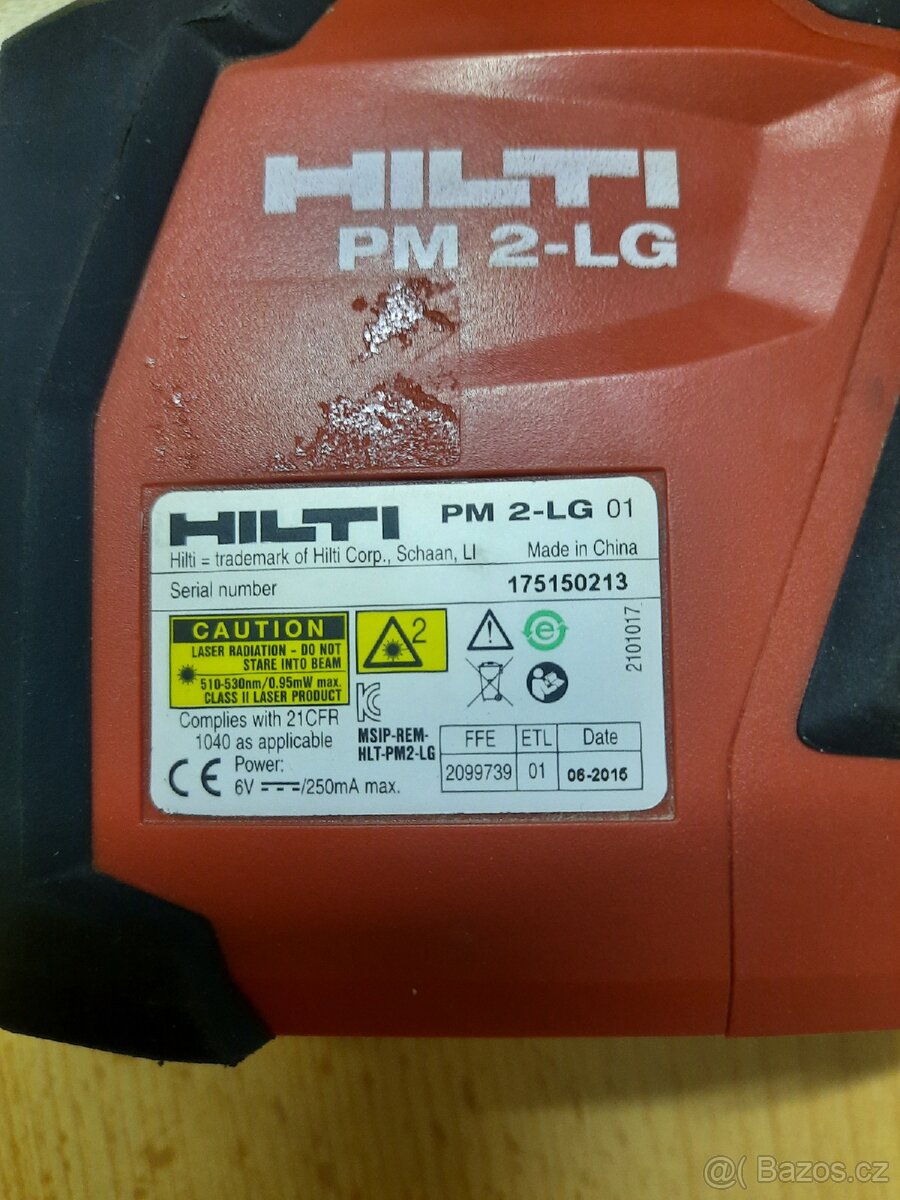 HILTI
PM 2-LG
HILTI PM 2-LG 01
Hilti = trademark of Hilti Corp., Schaan, LI Made in China
Serial number 175150213
CAUTION
LASER RADIATION - DO NOT
STARE INTO BEAM
510-530nm/0.95mW max.
CLASS II LASER PRODUCT
2
e
2101017
Complies with 21CFR
1040 as applicable
CE
Power:
6V /250mA max.
KC
MSIP-REM-
HLT-PM2-LG
FFE ETL Date
2099739 01 06-2015
@( Bazos.cz